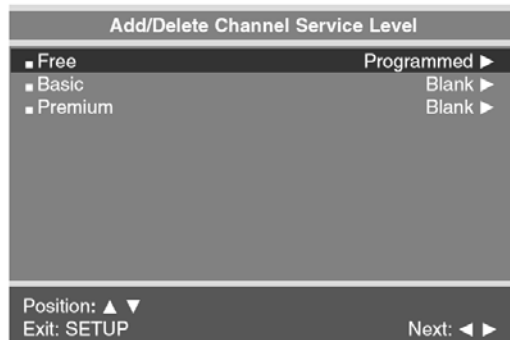 Add/Delete Channel Service Level
■ Free Programmed ►
■ Basic Blank ►
■ Premium Blank ►
Position: ▲ ▼
Exit: SETUP Next: ◄ ►